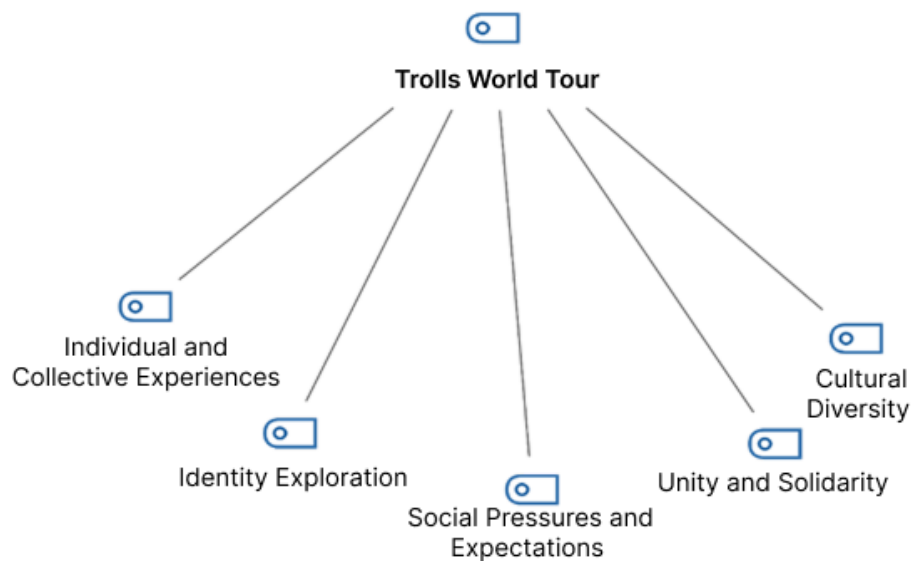 Trolls World Tour
Individual and
Collective Experiences
Identity Exploration
Social Pressures and
Expectations
Unity and Solidarity
Cultural
Diversity